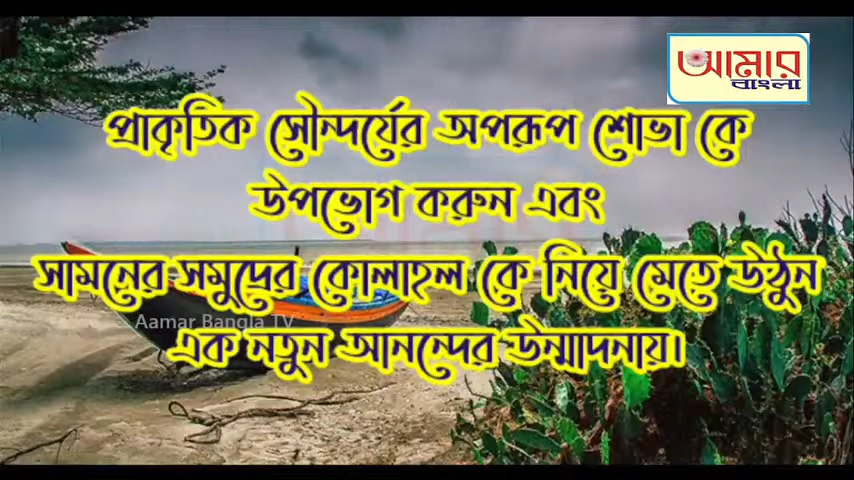 আমার
বাংলা
প্রাকৃতিক সৌন্দর্যের অপরূপ শোভা কে
উপভোগ করুন এবং
সামনের সমুদ্রের কোলাহল কে নিয়ে মেতে উঠুন
Aamar Bangla TV
এক নতুন আনন্দের উন্মাদনায়।